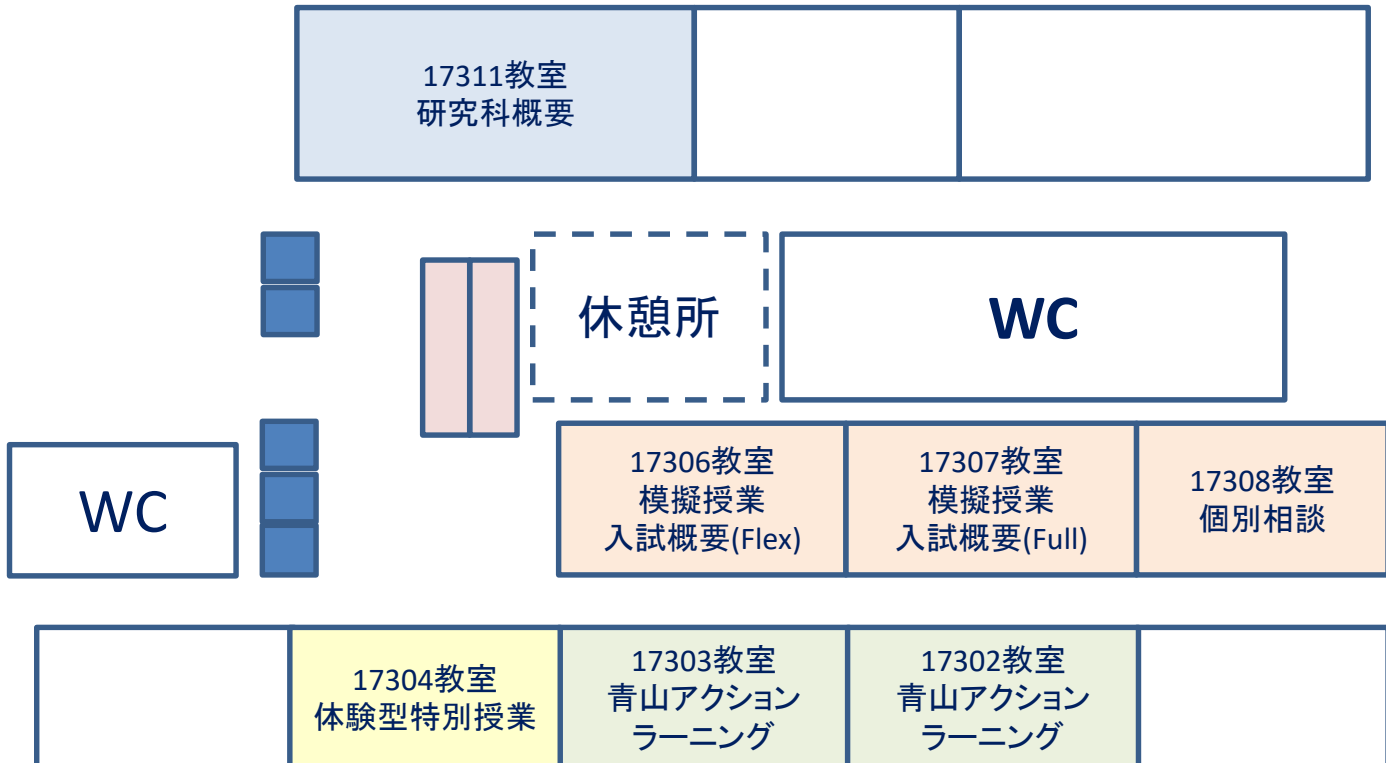 17311教室
研究科概要
休憩所
WC
WC
17306教室
模擬授業
入試概要(Flex)
17307教室
模擬授業
入試概要(Full)
17308教室
個別相談
17304教室
体験型特別授業
17303教室
青山アクション
ラーニング
17302教室
青山アクション
ラーニング